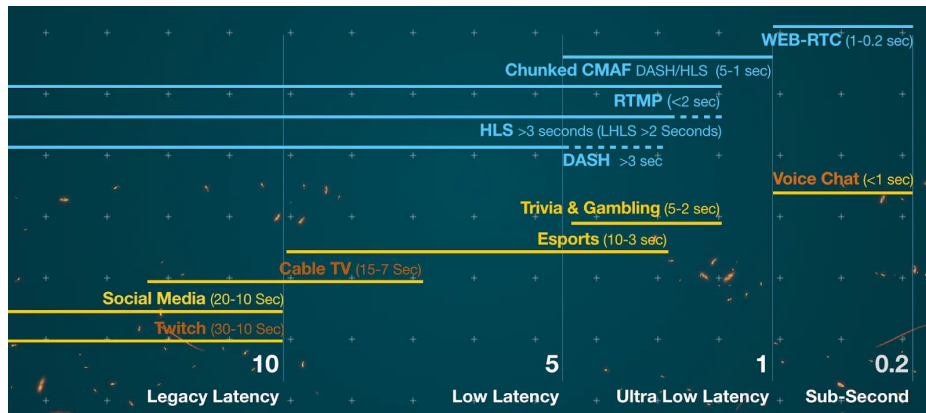 WEB-RTC (1-0.2 sec)
Chunked CMAF DASH/HLS (5-1 sec)
RTMP (<2 sec)
HLS >3 seconds (LHLS >2 Seconds)
DASH >3 sec
Voice Chat (<1 sec)
Trivia & Gambling (5-2 sec)
Esports (10-3 sec)
Cable TV (15-7 Sec)
Social Media (20-10 Sec)
Twitch (30-10 Sec)
10 5 1 0.2
Legacy Latency Low Latency Ultra Low Latency Sub-Second